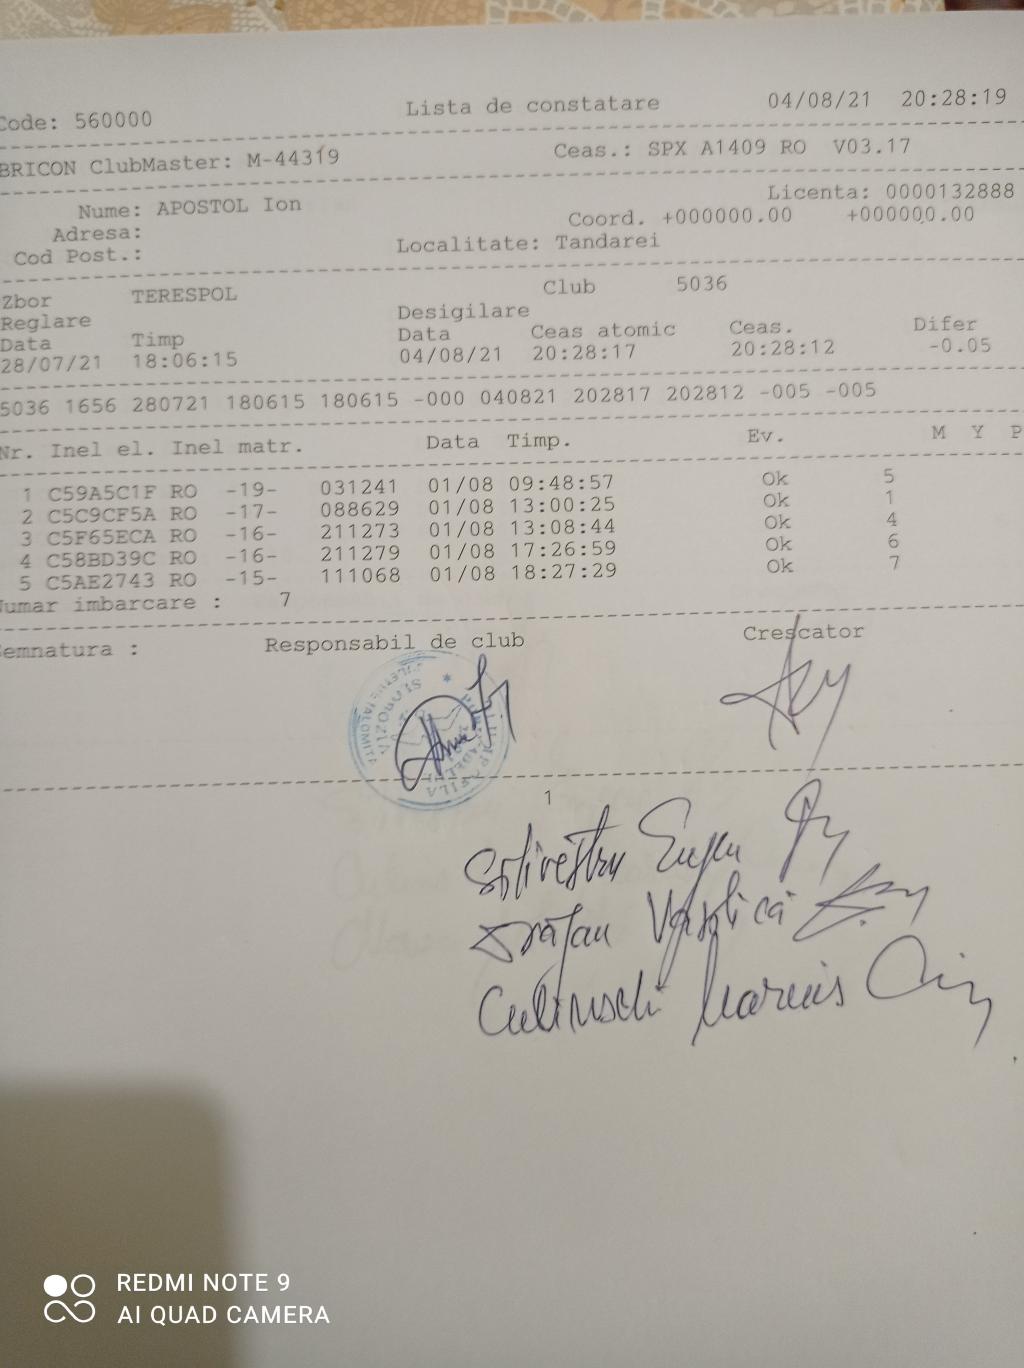 Code: 560000 Lista de constatare 04/08/21 20:28:19
BRICON ClubMaster: M-44319 Ceas.: SPX A1409 RO V03.17
Licenta: 0000132888
Nume: APOSTOL Ion Coord. +000000.00 +000000.00
Adresa:
Cod Post.: Localitate: Tandarei
Zbor TERESPOL Club 5036
Reglare Desigilare
Data Timp Data Ceas atomic Ceas. Difer
28/07/21 18:06:15 04/08/21 20:28:17 20:28:12 -0.05
5036 1656 280721 180615 180615 -000 040821 202817 202812 -005 -005
Nr. Inel el. Inel matr. Data Timp. Ev. M Y P
1 C59A5C1F RO -19- 031241 01/08 09:48:57 Ok 5
2 C5C9CF5A RO -17- 088629 01/08 13:00:25 Ok 1
3 C5F65ECA RO -16- 211273 01/08 13:08:44 Ok 4
4 C58BD39C RO -16- 211279 01/08 17:26:59 Ok 6
5 C5AE2743 RO -15- 111068 01/08 18:27:29 Ok 7
Numar imbarcare : 7
Semnatura : Responsabil de club Crescator
1
Eugen
Vasilică
Marius
REDMI NOTE 9
AI QUAD CAMERA